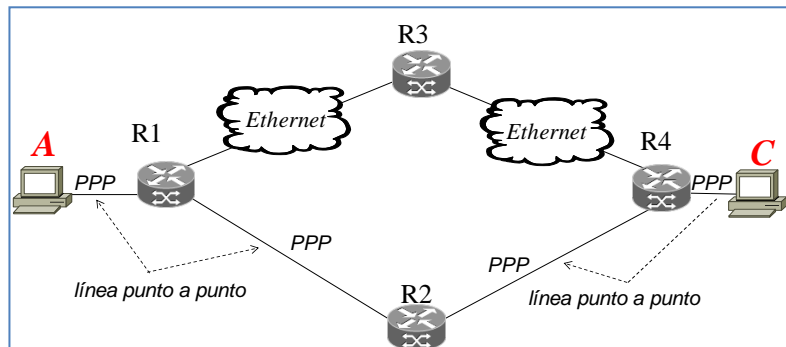 R3
Ethernet
Ethernet
R1
R4
A
C
PPP
PPP
PPP
PPP
línea punto a punto
R2
línea punto a punto